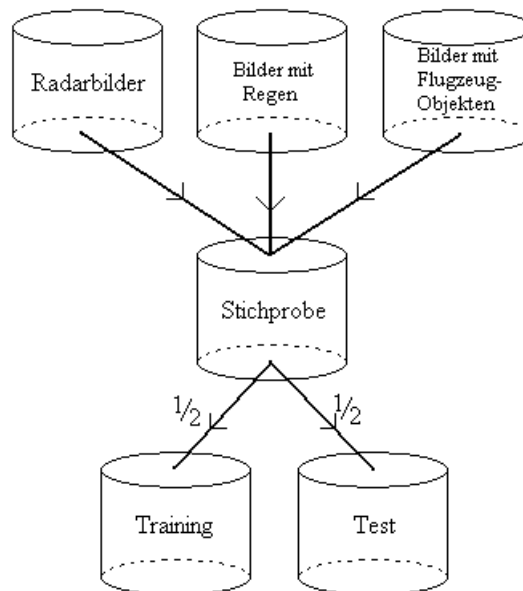 Radarbilder
Bilder mit
Regen
Bilder mit
Flugzeug-
Objekten
Stichprobe
1/2
1/2
Training
Test